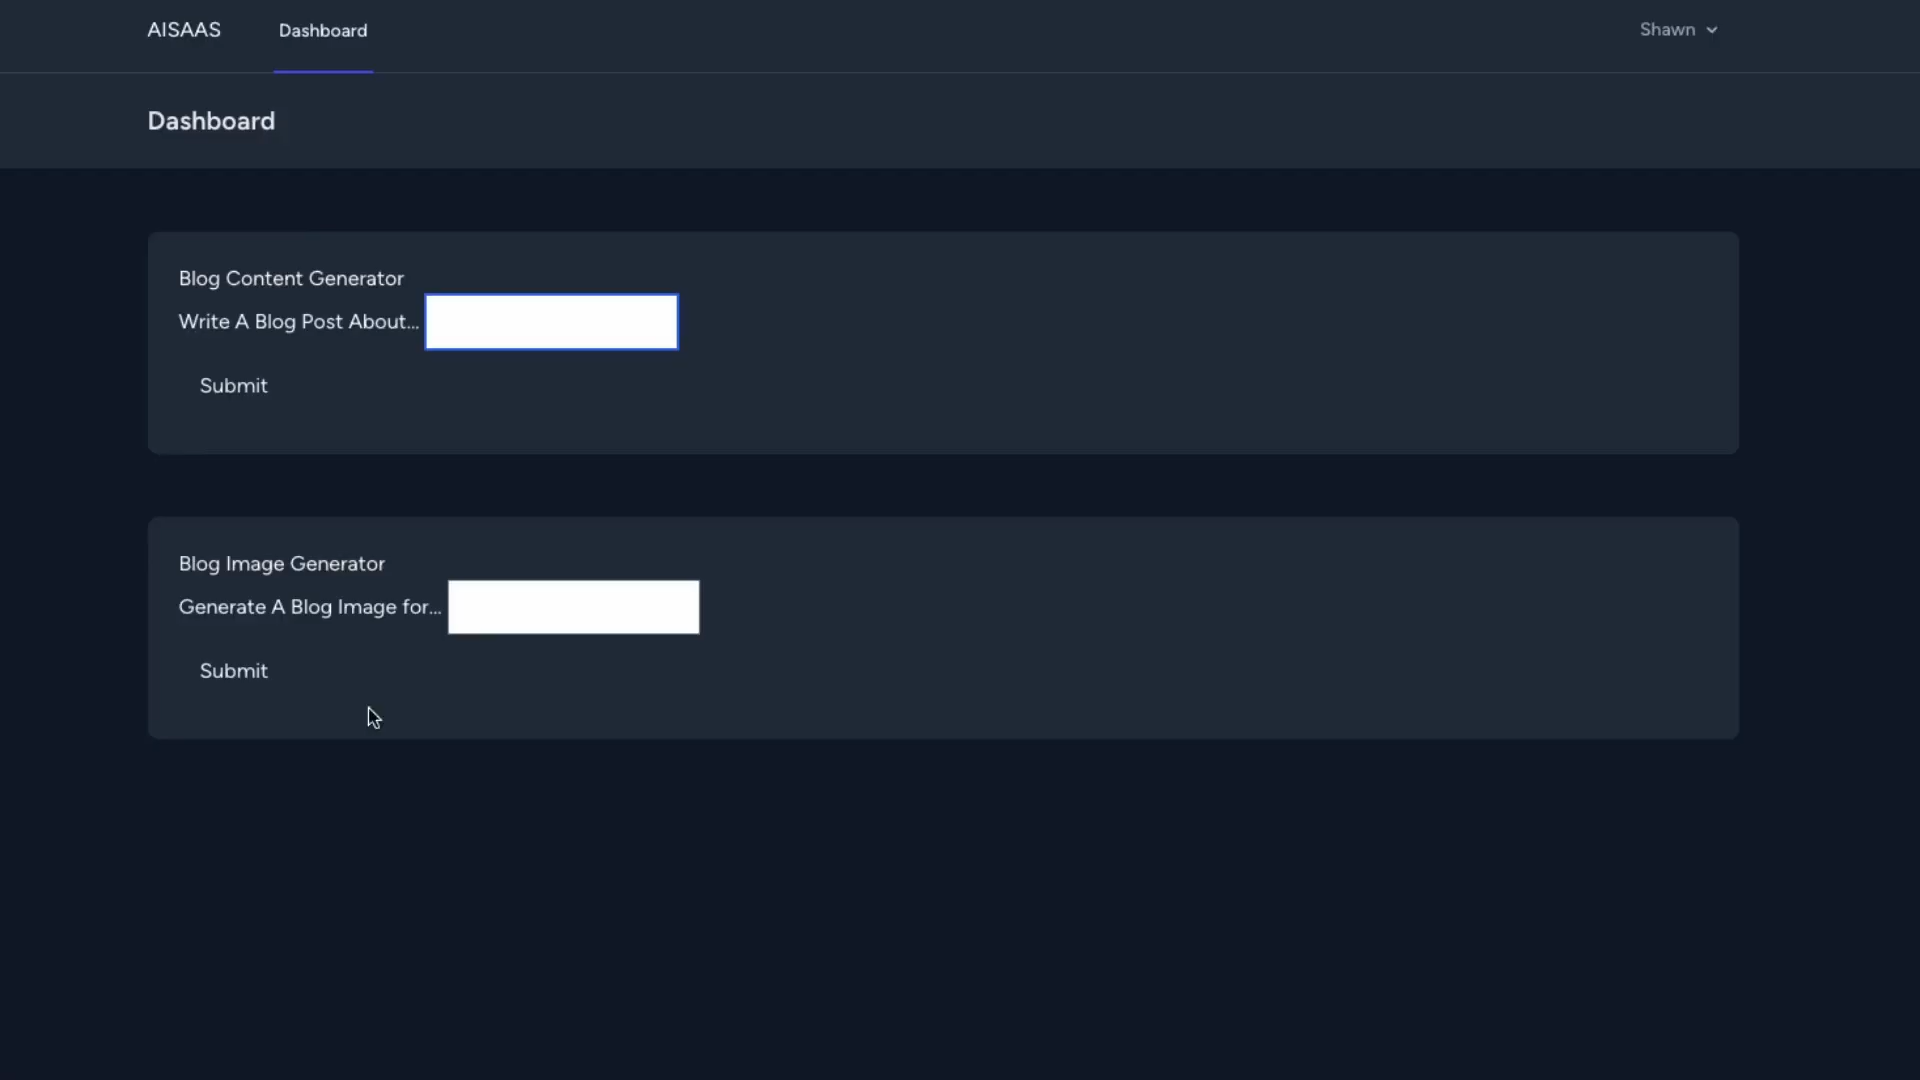 AISAAS Dashboard Shawn
Dashboard
Blog Content Generator
Write A Blog Post About...
Submit
Blog Image Generator
Generate A Blog Image for...
Submit